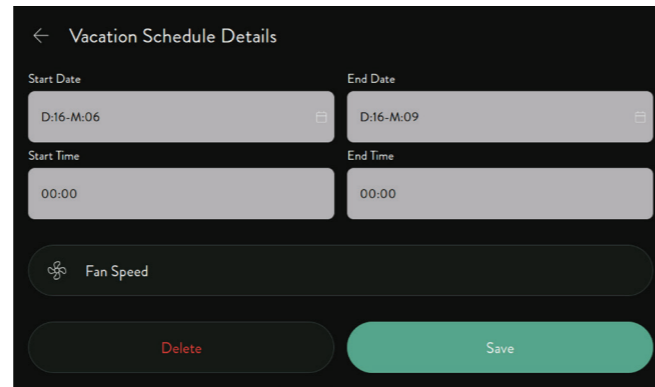 Vacation Schedule Details
Start Date
End Date
D:16-M:06
D:16-M:09
Start Time
End Time
00:00
00:00
Fan Speed
Delete
Save